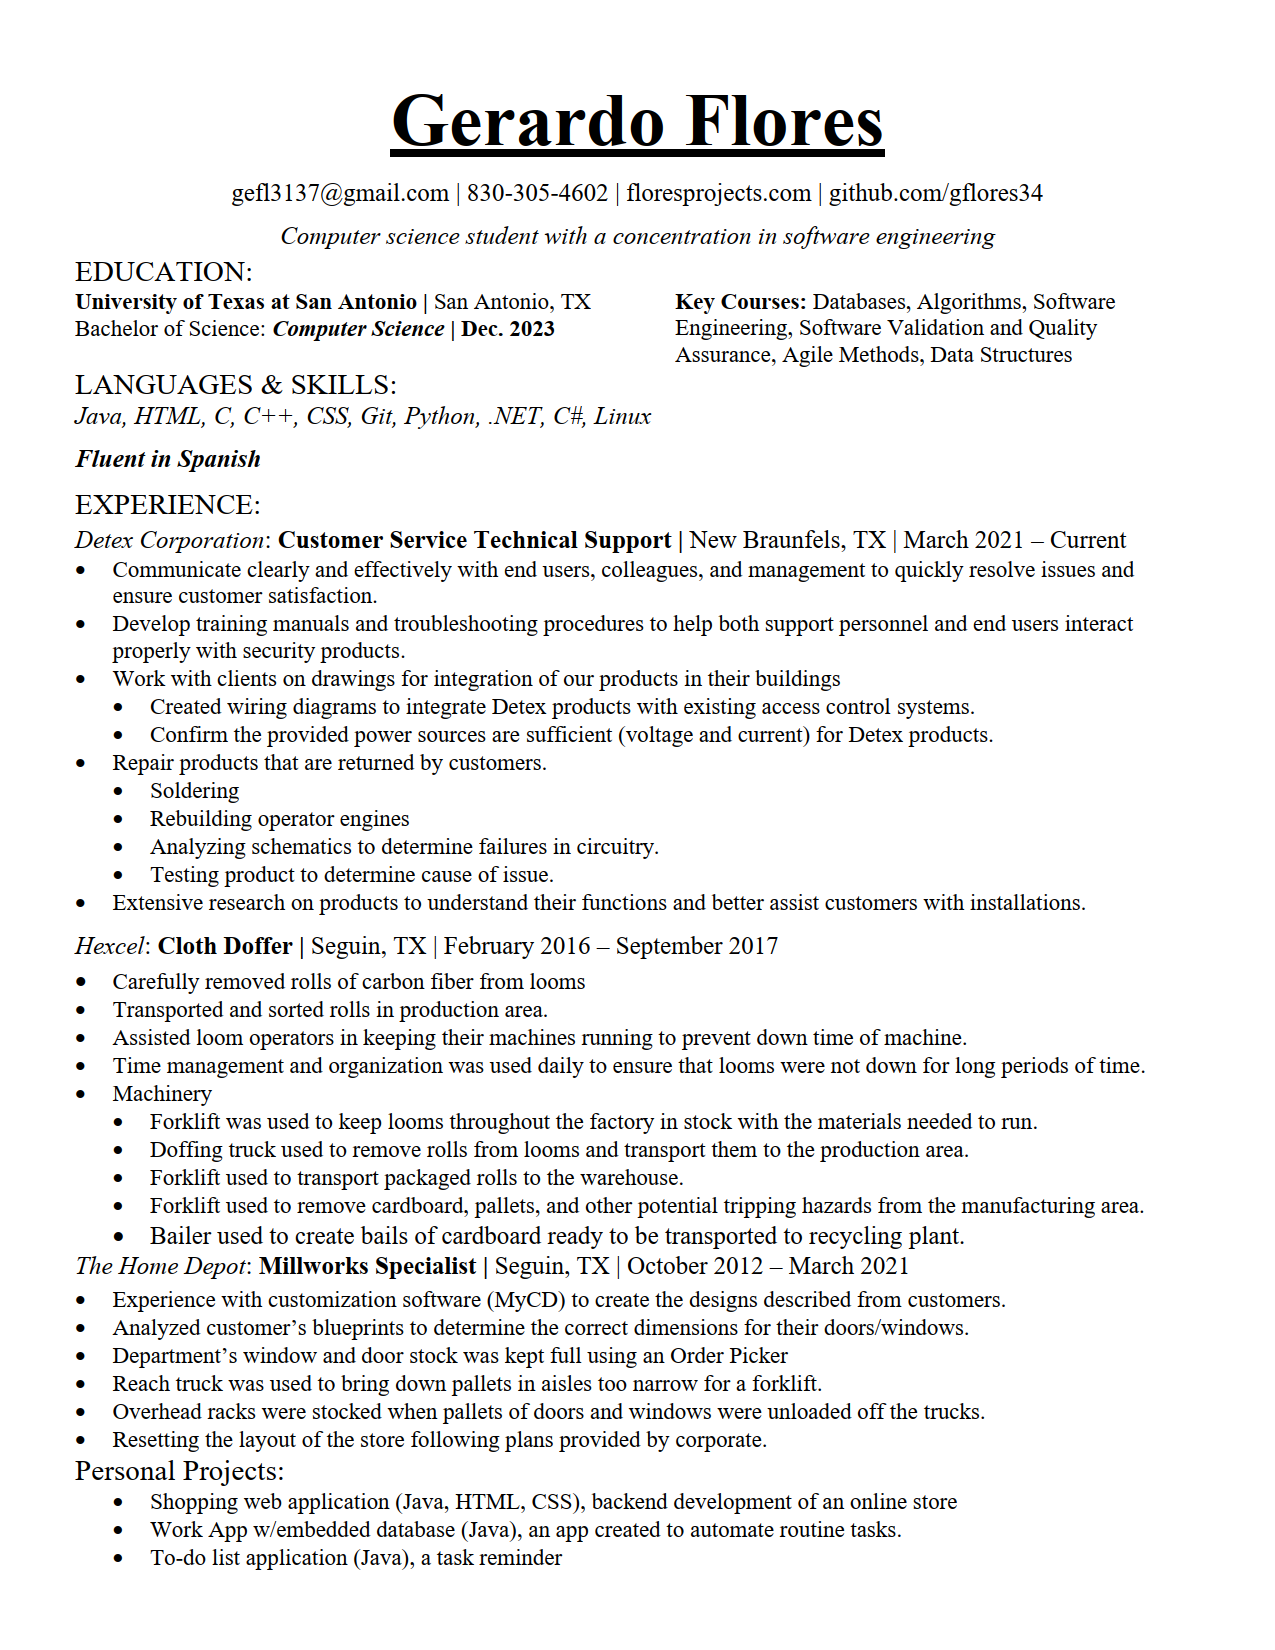 Gerardo Flores
gefl3137@gmail.com | 830-305-4602 | floresprojects.com | github.com/gflores34
Computer science student with a concentration in software engineering
EDUCATION:
University of Texas at San Antonio | San Antonio, TX
Bachelor of Science: Computer Science | Dec. 2023
Key Courses: Databases, Algorithms, Software
Engineering, Software Validation and Quality
Assurance, Agile Methods, Data Structures
LANGUAGES & SKILLS:
Java, HTML, C, C++, CSS, Git, Python, .NET, C#, Linux
Fluent in Spanish
EXPERIENCE:
Detex Corporation: Customer Service Technical Support | New Braunfels, TX | March 2021 – Current
• Communicate clearly and effectively with end users, colleagues, and management to quickly resolve issues and
ensure customer satisfaction.
• Develop training manuals and troubleshooting procedures to help both support personnel and end users interact
properly with security products.
• Work with clients on drawings for integration of our products in their buildings
• Created wiring diagrams to integrate Detex products with existing access control systems.
• Confirm the provided power sources are sufficient (voltage and current) for Detex products.
• Repair products that are returned by customers.
• Soldering
• Rebuilding operator engines
• Analyzing schematics to determine failures in circuitry.
• Testing product to determine cause of issue.
• Extensive research on products to understand their functions and better assist customers with installations.
Hexcel: Cloth Doffer | Seguin, TX | February 2016 – September 2017
• Carefully removed rolls of carbon fiber from looms
• Transported and sorted rolls in production area.
• Assisted loom operators in keeping their machines running to prevent down time of machine.
• Time management and organization was used daily to ensure that looms were not down for long periods of time.
• Machinery
• Forklift was used to keep looms throughout the factory in stock with the materials needed to run.
• Doffing truck used to remove rolls from looms and transport them to the production area.
• Forklift used to transport packaged rolls to the warehouse.
• Forklift used to remove cardboard, pallets, and other potential tripping hazards from the manufacturing area.
• Bailer used to create bails of cardboard ready to be transported to recycling plant.
The Home Depot: Millworks Specialist | Seguin, TX | October 2012 – March 2021
• Experience with customization software (MyCD) to create the designs described from customers.
• Analyzed customer’s blueprints to determine the correct dimensions for their doors/windows.
• Department’s window and door stock was kept full using an Order Picker
• Reach truck was used to bring down pallets in aisles too narrow for a forklift.
• Overhead racks were stocked when pallets of doors and windows were unloaded off the trucks.
• Resetting the layout of the store following plans provided by corporate.
Personal Projects:
• Shopping web application (Java, HTML, CSS), backend development of an online store
• Work App w/embedded database (Java), an app created to automate routine tasks.
• To-do list application (Java), a task reminder